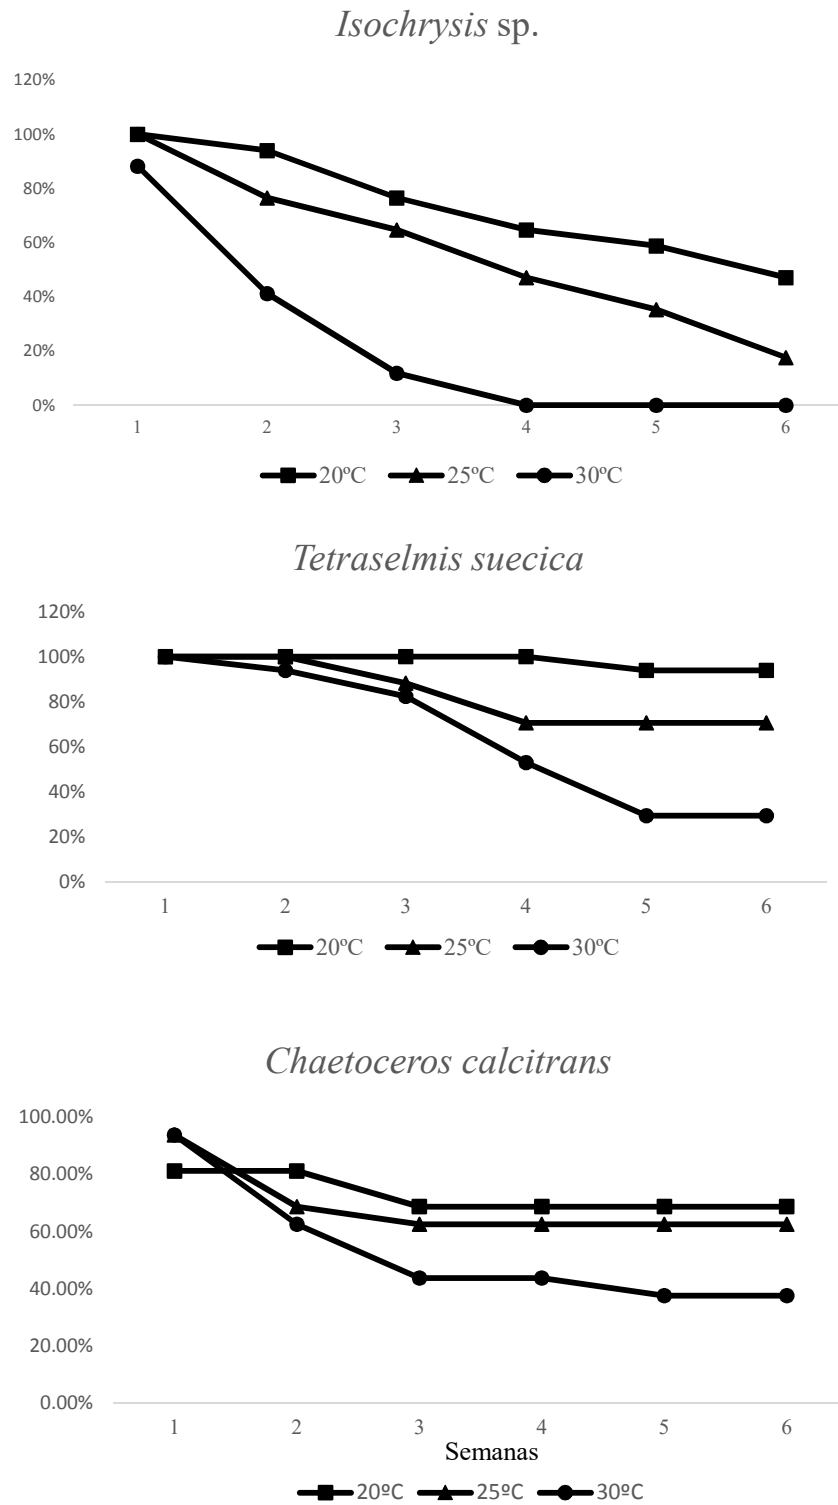 Isochrysis sp.
120%
100%
80%
60%
40%
20%
0%
1 2 3 4 5 6
20ºC 25ºC 30ºC
Tetraselmis suecica
120%
100%
80%
60%
40%
20%
0%
1 2 3 4 5 6
20ºC 25ºC 30ºC
Chaetoceros calcitrans
100.00%
80.00%
60.00%
40.00%
20.00%
0.00%
1 2 3 4 5 6
Semanas
20ºC 25ºC 30ºC